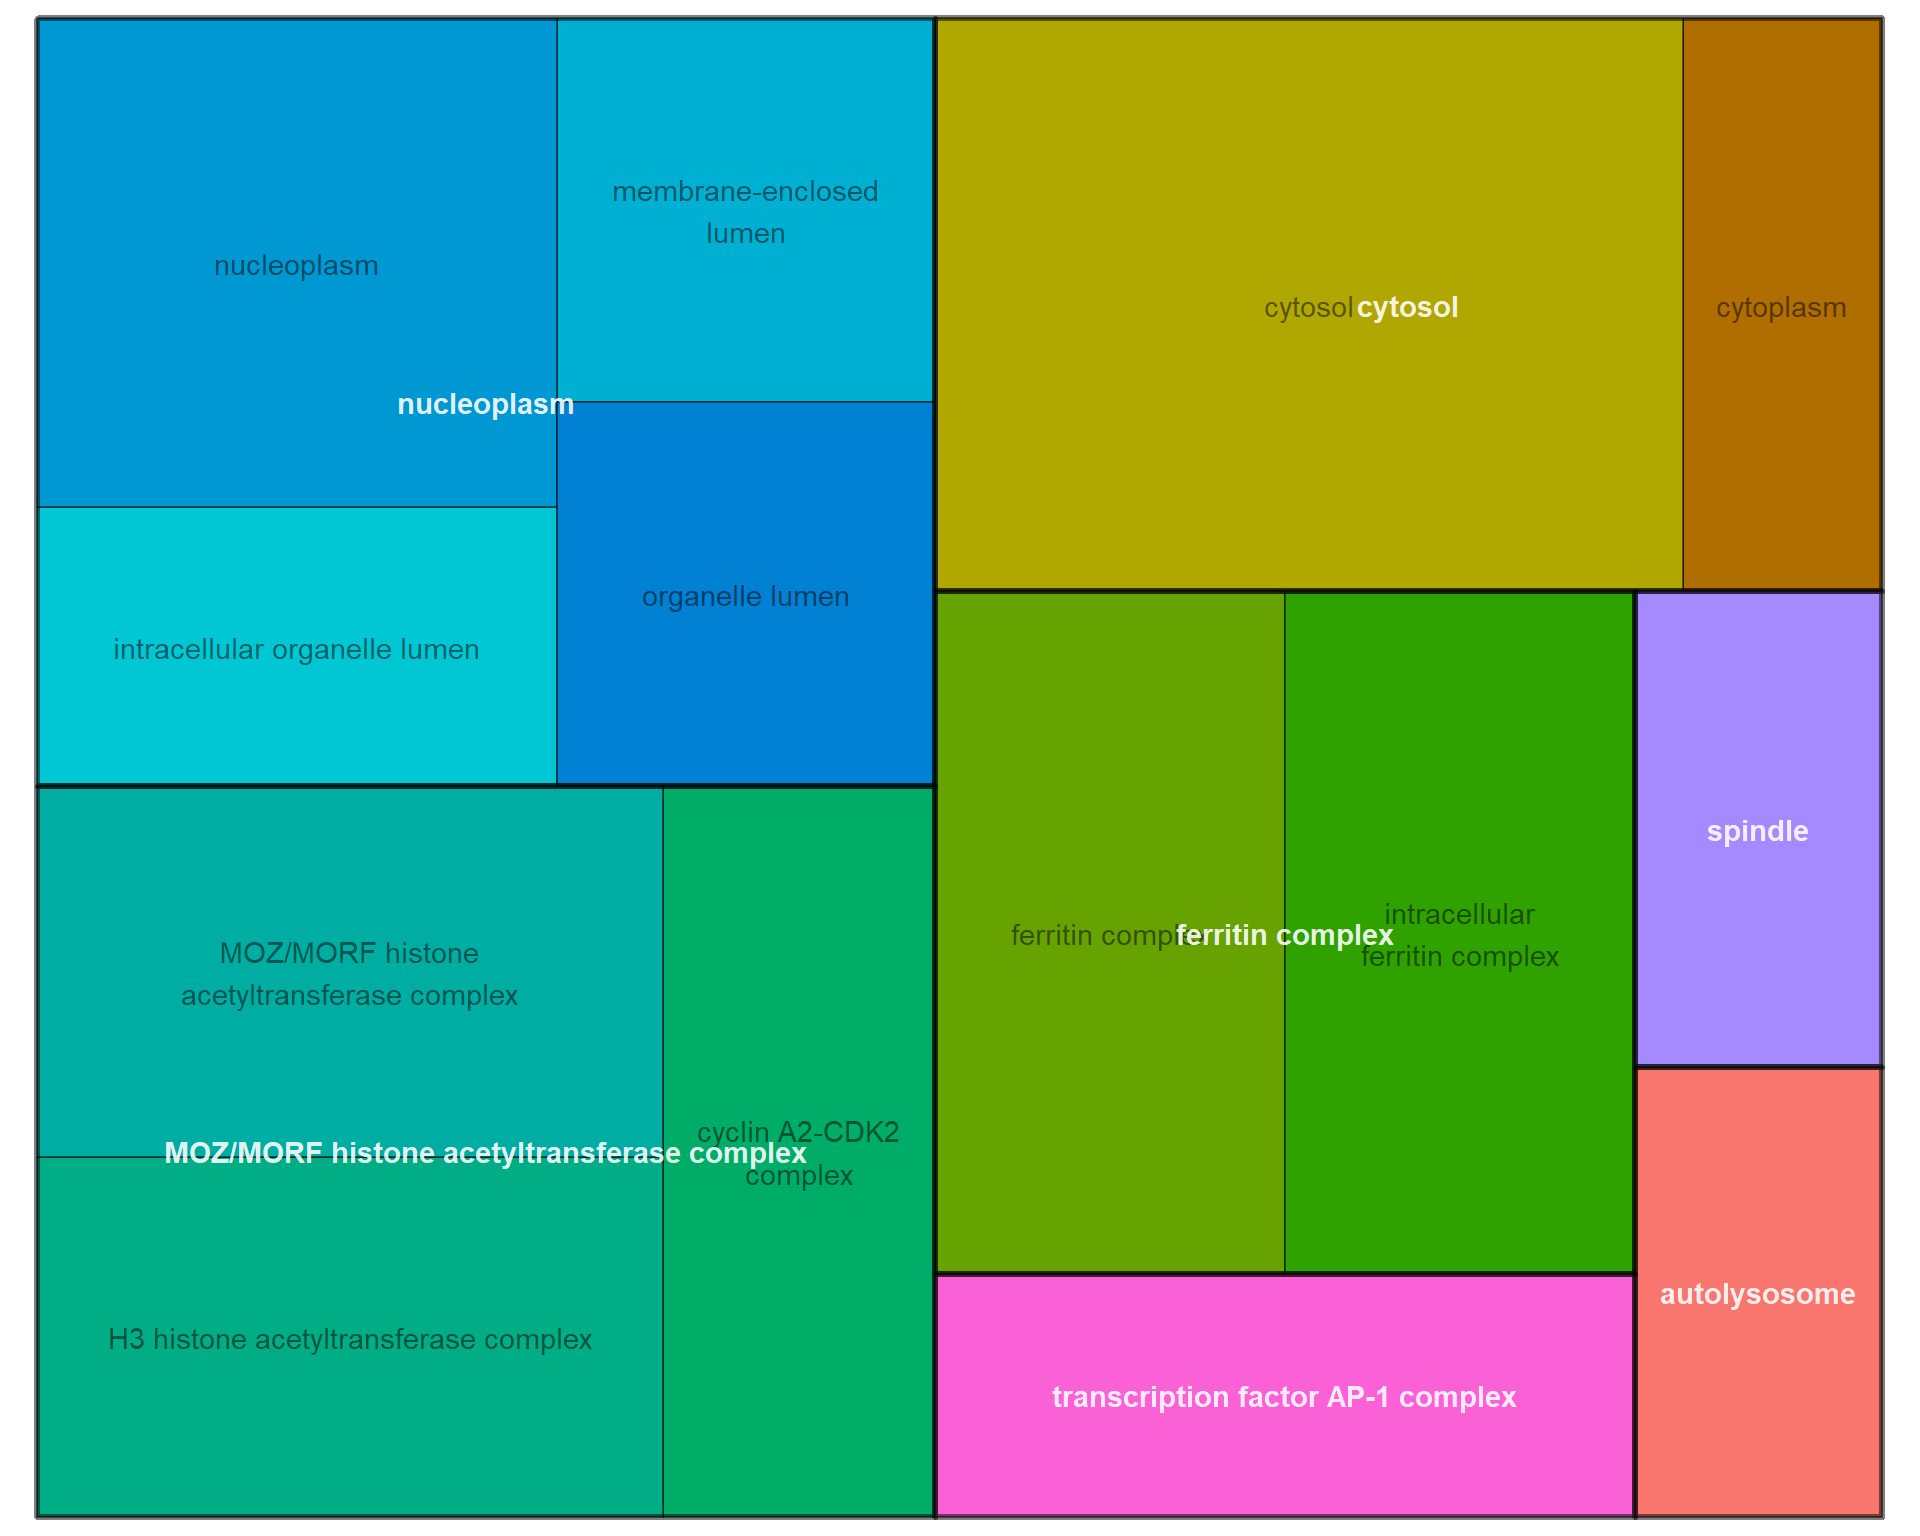 nucleoplasm
membrane-enclosed
lumen
nucleoplasm
organelle lumen
intracellular organelle lumen
cytosol
cytosol
cytoplasm
MOZ/MORF histone
acetyltransferase complex
MOZ/MORF histone acetyltransferase complex
cyclin A2-CDK2
complex
H3 histone acetyltransferase complex
ferritin complex
ferritin complex
intracellular
ferritin complex
spindle
transcription factor AP-1 complex
autolysosome